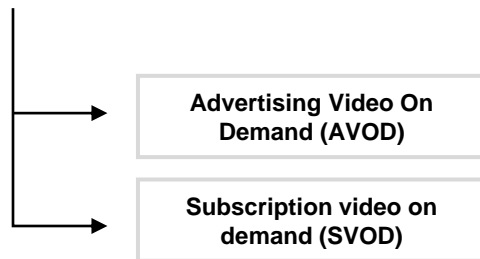 Advertising Video On
Demand (AVOD)
Subscription video on
demand (SVOD)